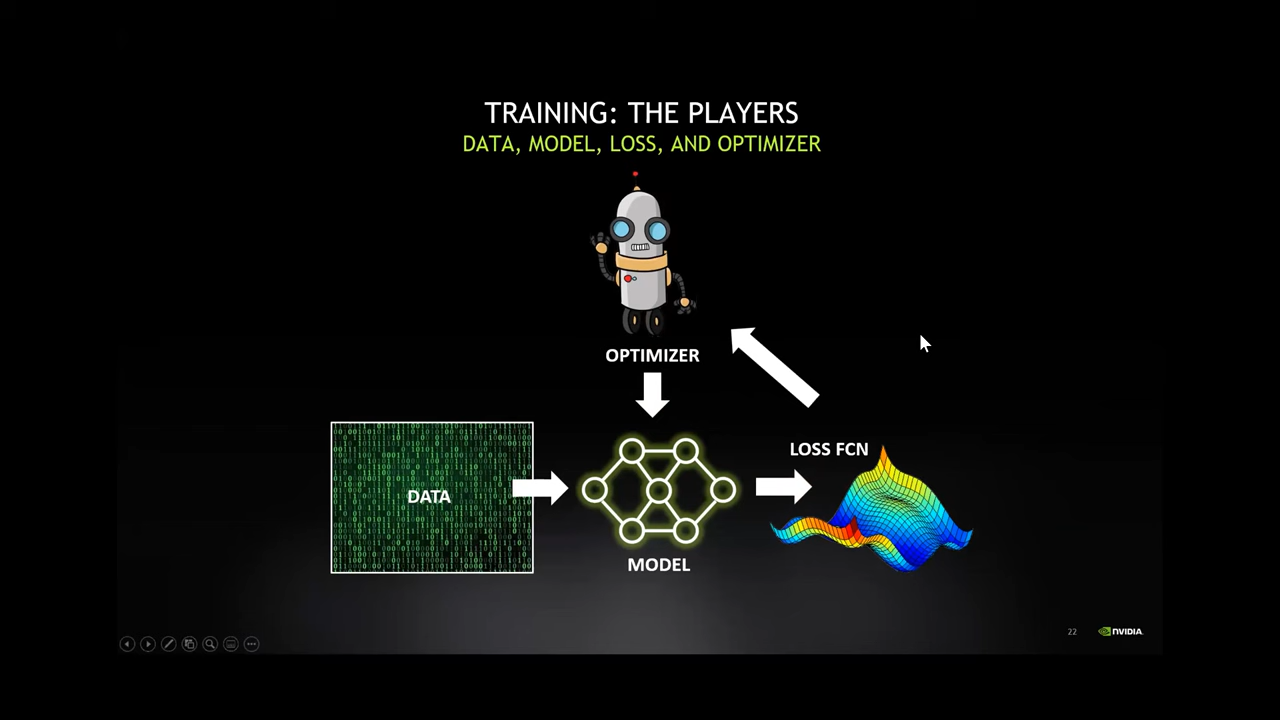 TRAINING: THE PLAYERS
DATA, MODEL, LOSS, AND OPTIMIZER
OPTIMIZER
LOSS FCN
DATA
MODEL
22
NVIDIA.